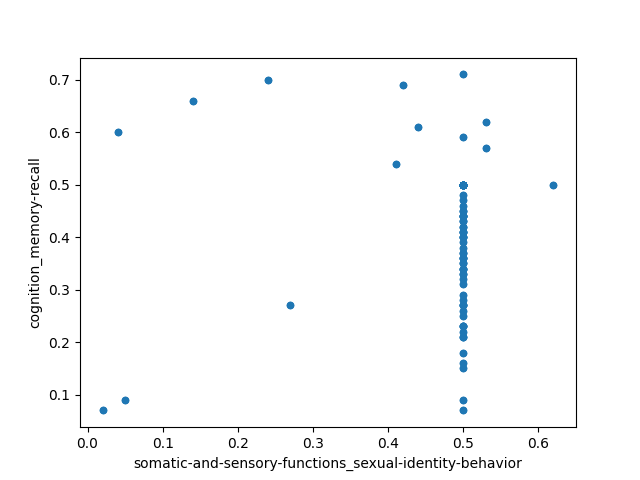 0.7
0.6
0.5
0.4
0.3
0.2
0.1
cognition_memory-recall
0.0 0.1 0.2 0.3 0.4 0.5 0.6
somatic-and-sensory-functions_sexual-identity-behavior